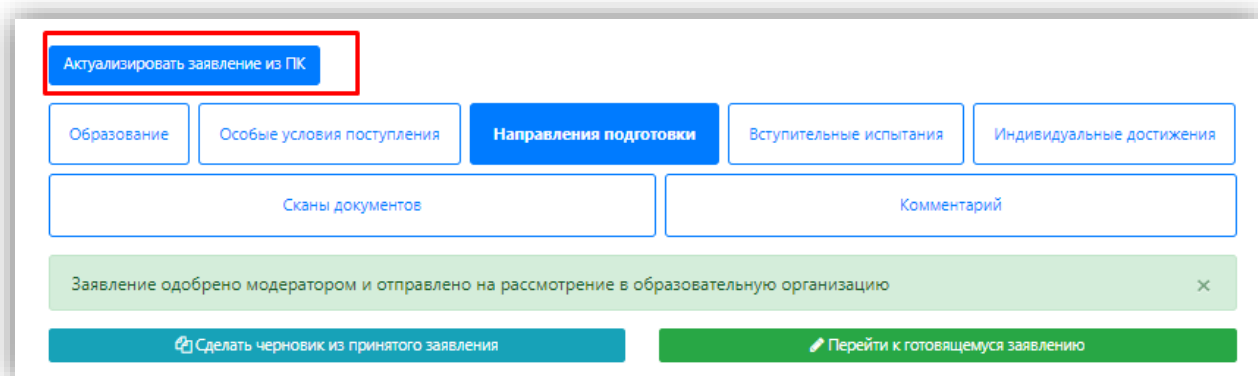 Актуализировать заявление из ПК
Образование
Особые условия поступления
Направления подготовки
Вступительные испытания
Индивидуальные достижения
Сканы документов
Комментарий
Заявление одобрено модератором и отправлено на рассмотрение в образовательную организацию ×
Сделать черновик из принятого заявления
Перейти к готовящемуся заявлению